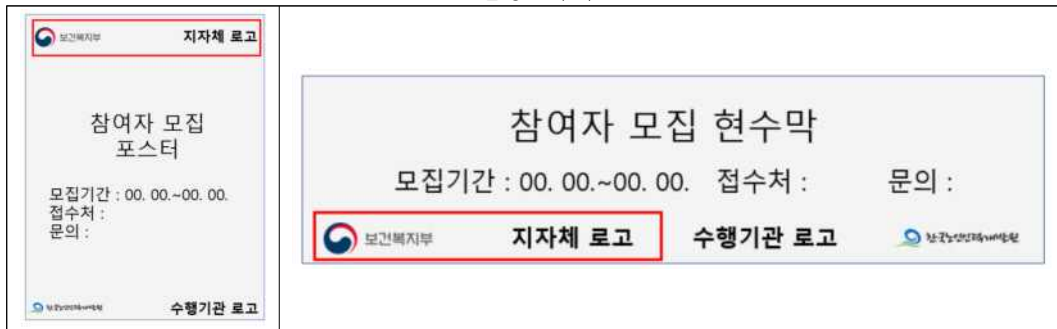 보건복지부 지자체 로고
참여자 모집
포스터
모집기간 : 00. 00.~00. 00.
접수처 :
문의 :
수행기관 로고
참여자 모집 현수막
모집기간 : 00. 00.~00. 00. 접수처 : 문의 :
보건복지부 지자체 로고 수행기관 로고